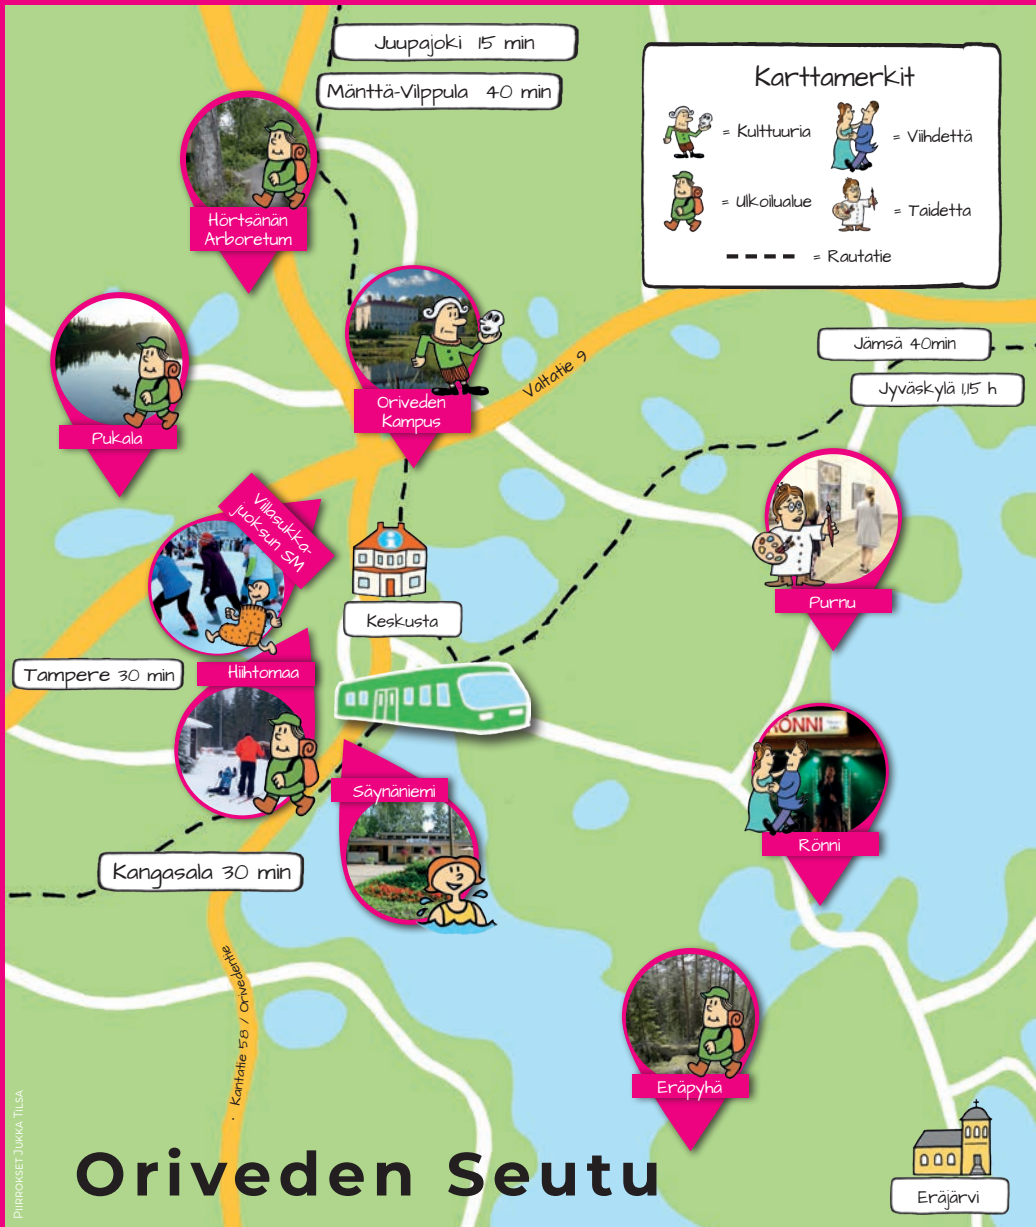 Juupajoki 15 min
Mänttä-Vilppula 40 min
Karttamerkit
= Kulttuuria
= Viihdettä
= Ulkoilualue
= Taidetta
= Rautatie
Hörtsänän
Arboretum
Pukala
Oriveden
Kampus
Valtatie 9
Jämsä 40min
Jyväskylä 1,15 h
Villasukka-
juoksun SM
Keskusta
Purnu
Tampere 30 min
Hiihtomaa
RÖNNI
Säynäniemi
Rönni
Kangasala 30 min
Kantatie 58 / Orivedentie
Eräpyhä
Eräjärvi
Oriveden Seutu
Piirrokset Jukka Tilsa